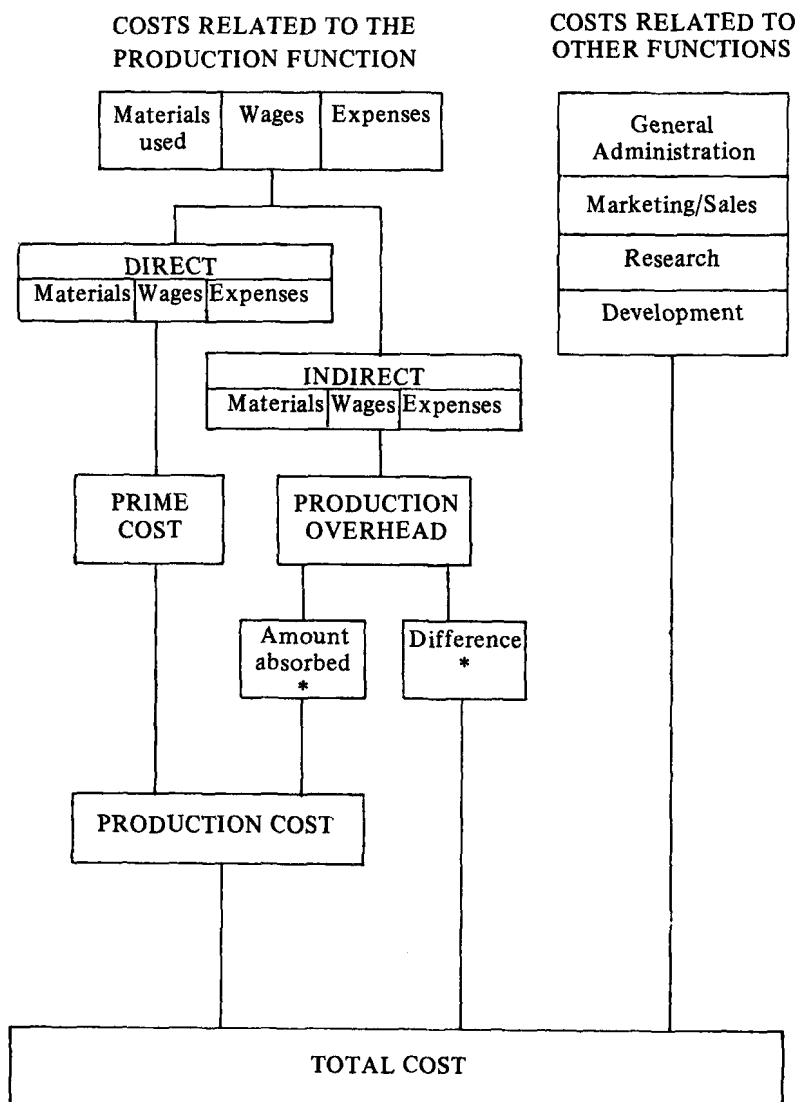 COSTS RELATED TO THE
PRODUCTION FUNCTION
Materials
used
Wages
Expenses
DIRECT
Materials
Wages
Expenses
INDIRECT
Materials
Wages
Expenses
PRIME
COST
PRODUCTION
OVERHEAD
Amount
absorbed
*
Difference
*
PRODUCTION COST
COSTS RELATED TO
OTHER FUNCTIONS
General
Administration
Marketing/Sales
Research
Development
TOTAL COST